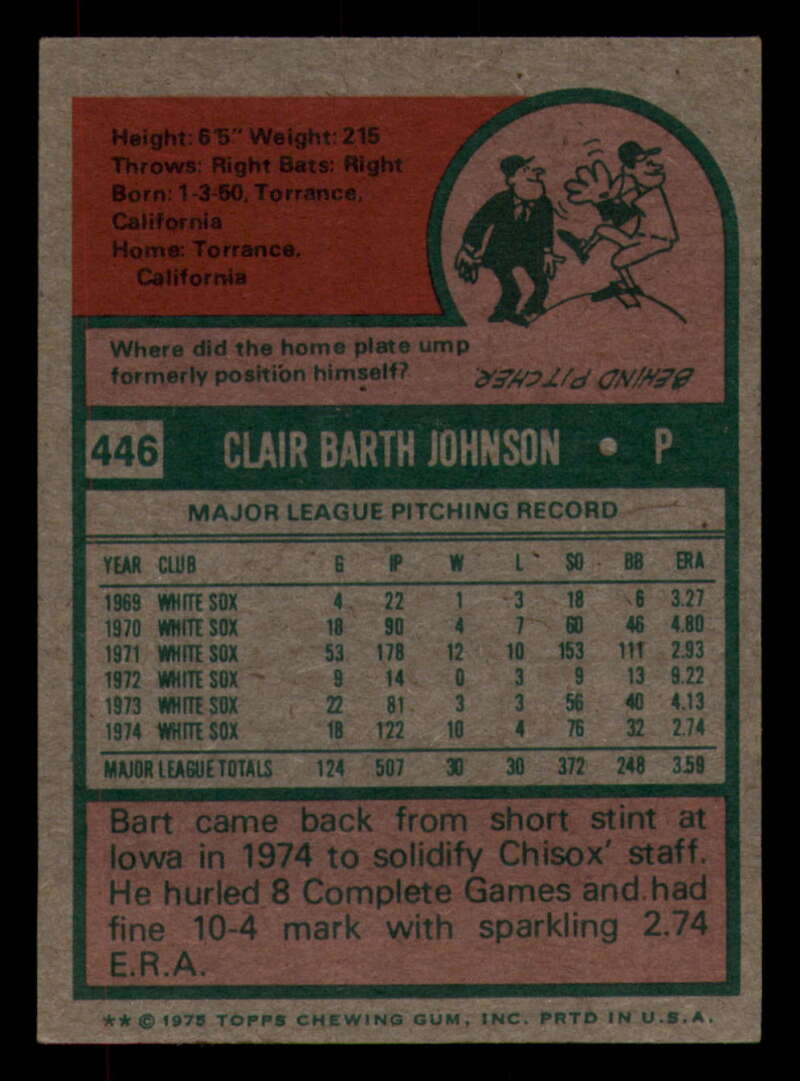 Height: 6'5" Weight: 215
Throws: Right Bats: Right
Born: 1-3-50, Torrance,
California
Home: Torrance,
California
Where did the home plate ump
formerly position himself?
BEHIND PITCHER.
446 CLAIR BARTH JOHNSON • P
MAJOR LEAGUE PITCHING RECORD
YEAR CLUB G IP W L SO BB ERA
1969 WHITE SOX 4 22 1 3 18 6 3.27
1970 WHITE SOX 18 90 4 7 60 46 4.80
1971 WHITE SOX 53 178 12 10 153 111 2.93
1972 WHITE SOX 9 14 0 3 9 13 9.22
1973 WHITE SOX 22 81 3 3 56 40 4.13
1974 WHITE SOX 18 122 10 4 76 32 2.74
MAJOR LEAGUE TOTALS 124 507 30 30 372 248 3.59
Bart came back from short stint at
Iowa in 1974 to solidify Chisox' staff.
He hurled 8 Complete Games and had
fine 10-4 mark with sparkling 2.74
E.R.A.
** © 1975 TOPPS CHEWING GUM, INC. PRTD IN U.S.A.